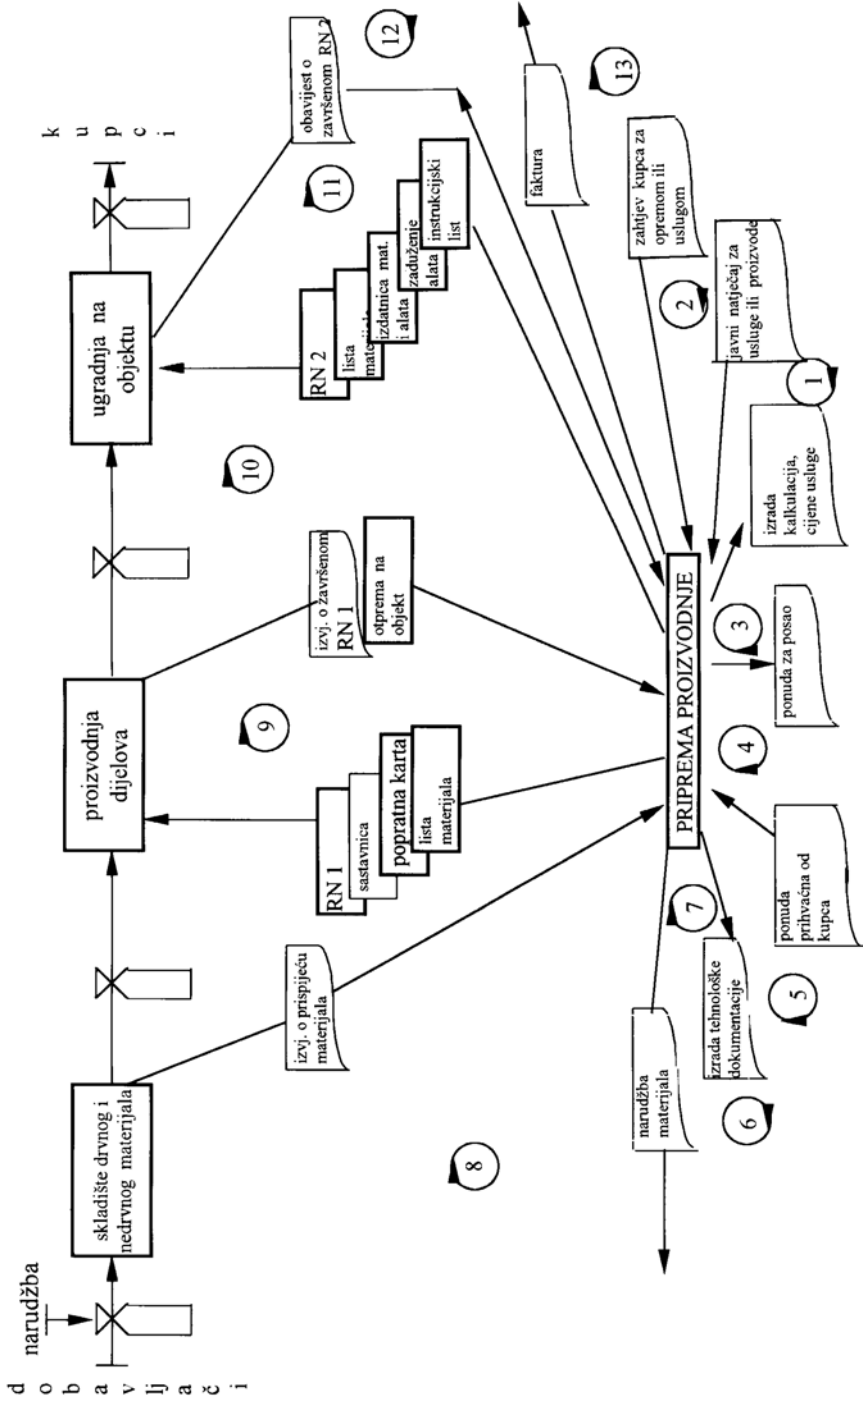 dobavljači
narudžba
skladište drvnog i
nedrvnog materijala
proizvodnja
dijelova
ugradnja na
objektu
kupci
izvj. o prispijeću
materijala
RN 1
sastavnica
popratna karta
lista
materijala
izvj. o završenom
RN 1
otprema na
objekt
RN 2
lista
materijala
izdatnica mat.
i alata
zaduženje
alata
instrukcijski
list
obavijest o
završenom RN 2
8
9
10
11
12
narudžba
materijala
7
PRIPREMA PROIZVODNJE
faktura
13
izrada tehnološke
dokumentacije
6
5
ponuda
prihvaćna od
kupca
4
ponuda za posao
3
izrada
kalkulacija,
cijene usluge
1
javni natječaj za
usluge ili proizvode
2
zahtjev kupca za
opremom ili
uslugom